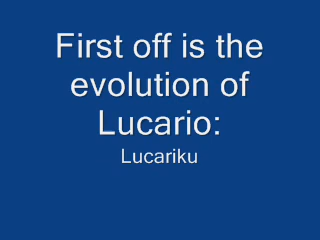 First off is the
evolution of
Lucario:
Lucariku